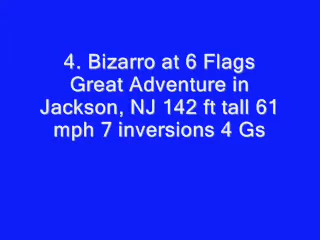 4. Bizarro at 6 Flags
Great Adventure in
Jackson, NJ 142 ft tall 61
mph 7 inversions 4 Gs